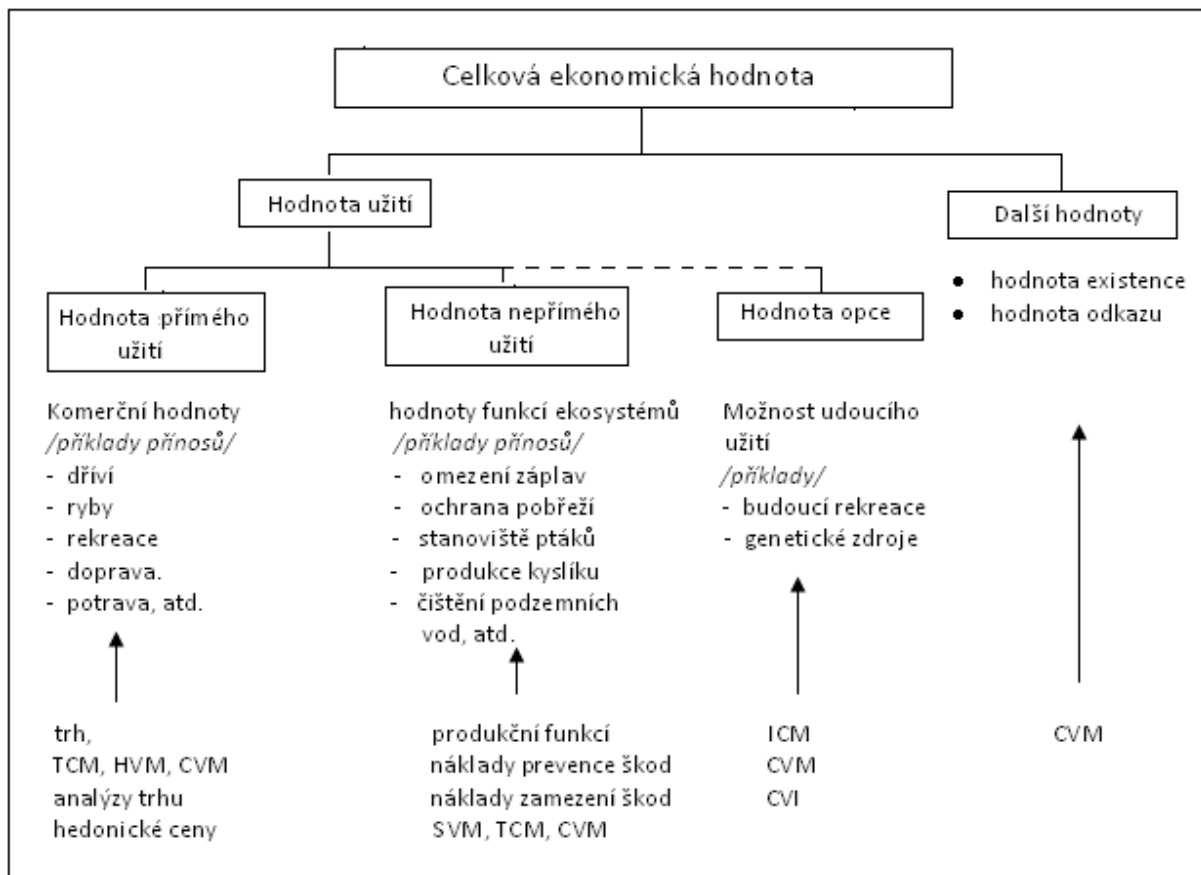 Celková ekonomická hodnota
Hodnota užití
Další hodnoty
• hodnota existence
• hodnota odkazu
Hodnota přímého
užití
Hodnota nepřímého
užití
Hodnota opce
Komerční hodnoty
/příklady přínosů/
- dříví
- ryby
- rekreace
- doprava.
- potrava, atd.
hodnoty funkcí ekosystémů
/příklady přínosů/
- omezení záplav
- ochrana pobřeží
- stanoviště ptáků
- produkce kyslíku
- čištění podzemních
vod, atd.
Možnost udoucího
užití
/příklady/
- budoucí rekreace
- genetické zdroje
trh,
TCM, HVM, CVM
analýzy trhu
hedonické ceny
produkční funkcí
náklady prevence škod
náklady zamezení škod
SVM, TCM, CVM
ICM
CVM
CVI
CVM